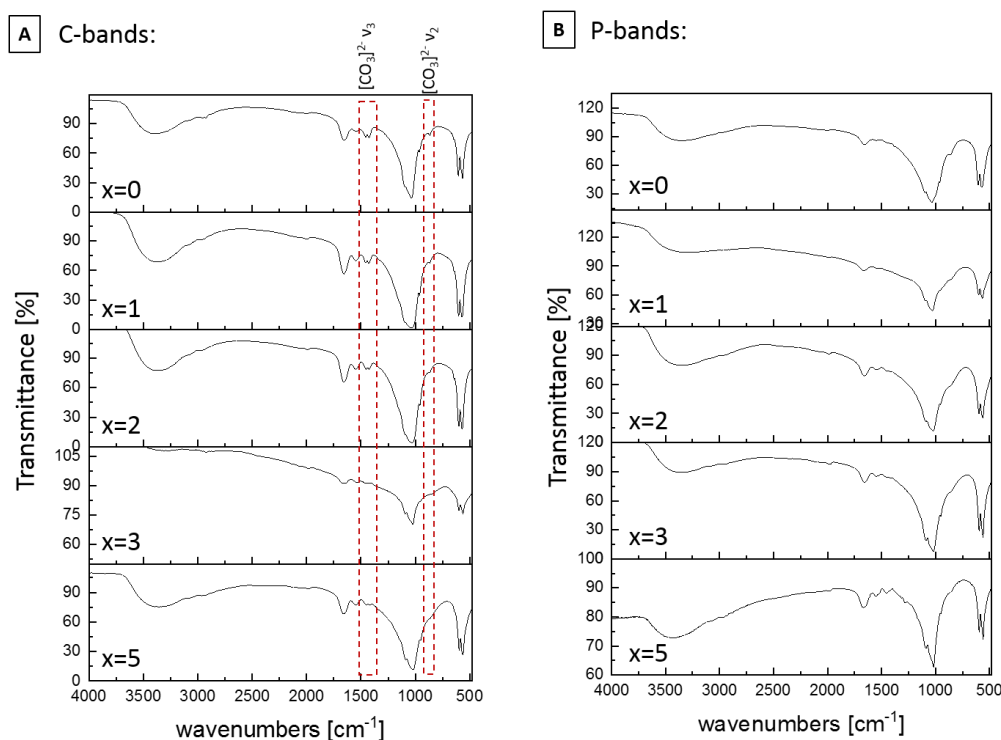 A C-bands:
[CO₃]²⁻ ν₃
[CO₃]²⁻ ν₂
Transmittance [%]
90
60
30
0
x=0
90
60
30
0
x=1
90
60
30
0
x=2
105
90
75
60
x=3
90
60
30
0
x=5
4000 3500 3000 2500 2000 1500 1000 500
wavenumbers [cm⁻¹]
B P-bands:
Transmittance [%]
120
90
60
30
x=0
120
90
60
30
x=1
120
90
60
30
x=2
120
90
60
30
x=3
100
90
80
70
60
x=5
4000 3500 3000 2500 2000 1500 1000 500
wavenumbers [cm⁻¹]